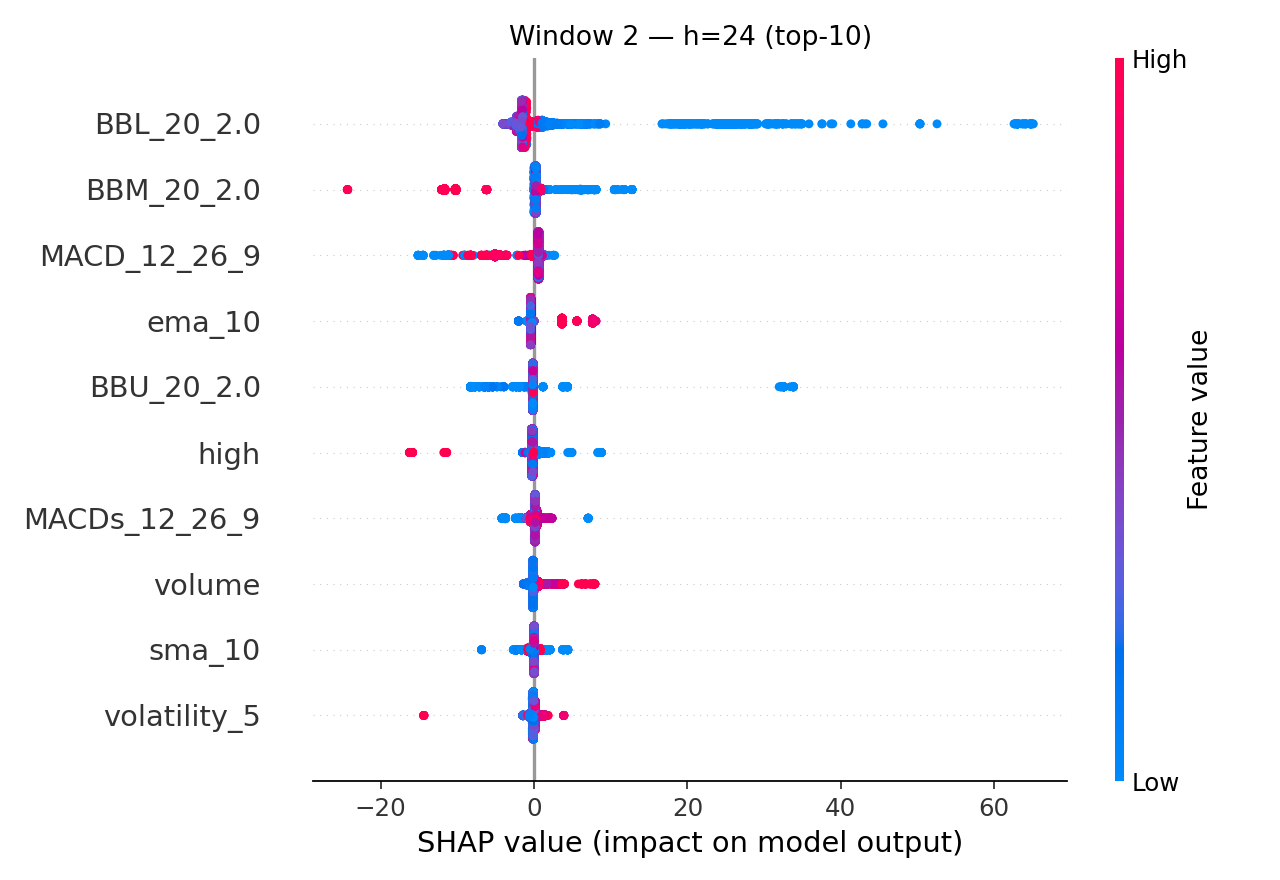 Window 2 — h=24 (top-10)
High
BBL_20_2.0
BBM_20_2.0
MACD_12_26_9
ema_10
BBU_20_2.0
high
MACDs_12_26_9
volume
sma_10
volatility_5
Feature value
Low
−20 0 20 40 60
SHAP value (impact on model output)